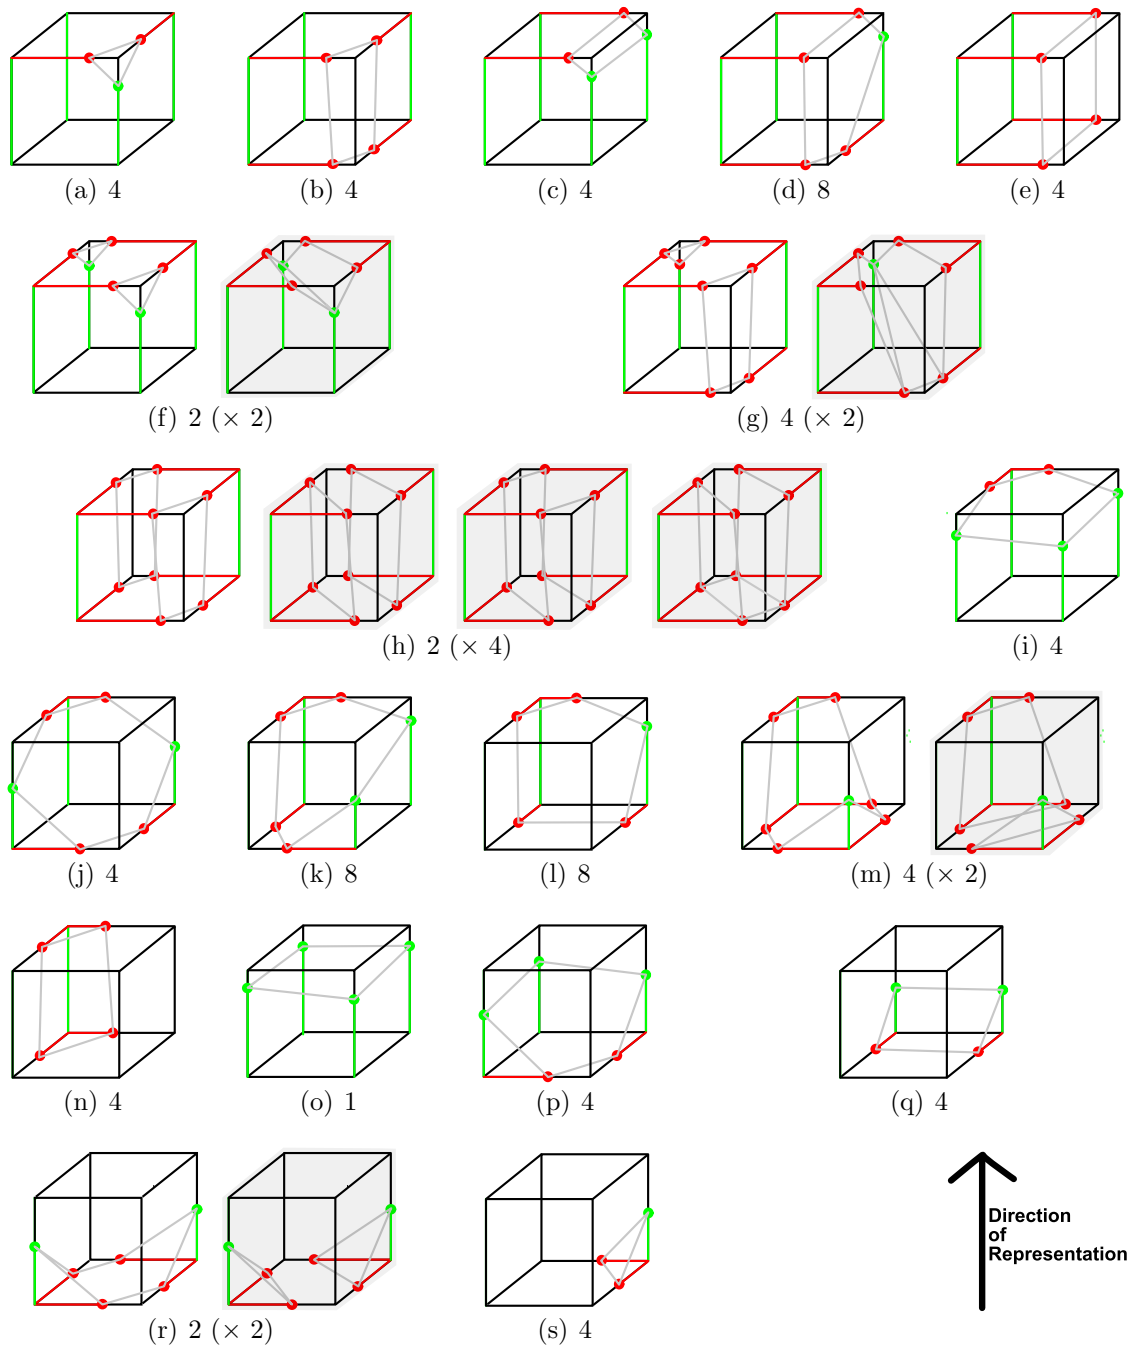 (a) 4
(b) 4
(c) 4
(d) 8
(e) 4
(f) 2 (× 2)
(g) 4 (× 2)
(h) 2 (× 4)
(i) 4
(j) 4
(k) 8
(l) 8
(m) 4 (× 2)
(n) 4
(o) 1
(p) 4
(q) 4
(r) 2 (× 2)
(s) 4
Direction
of
Representation